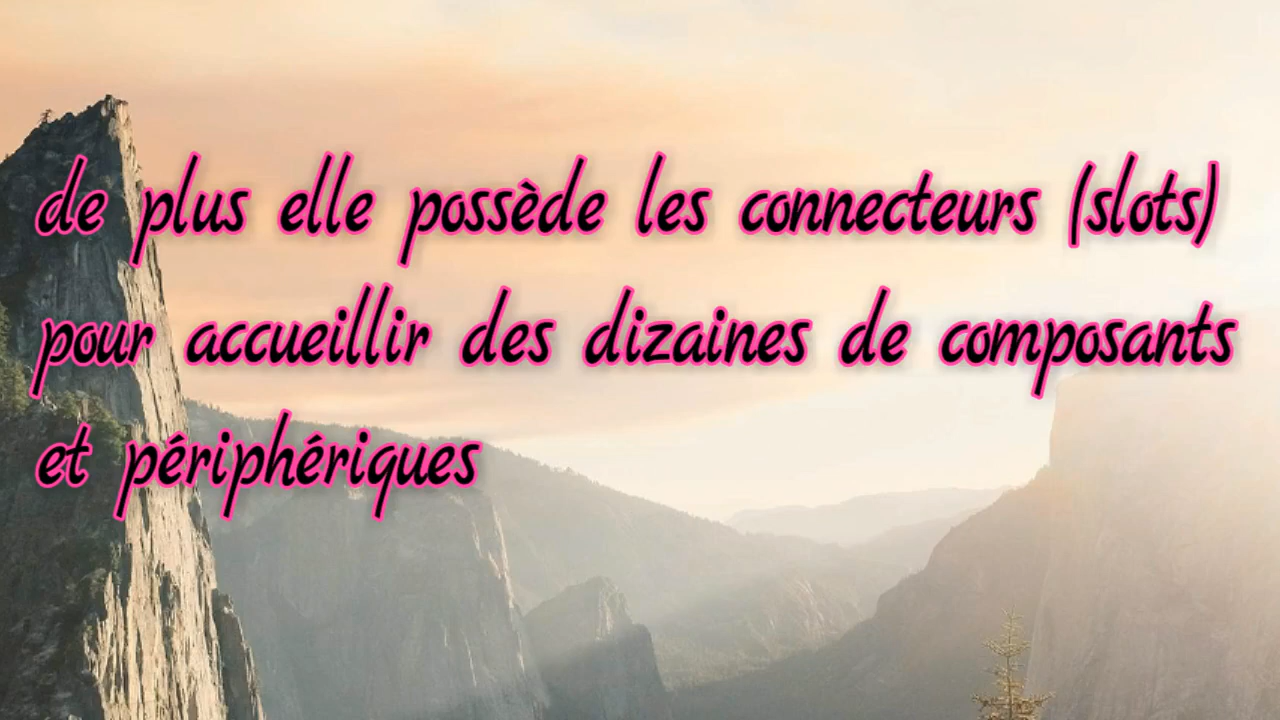 de plus elle possède les connecteurs (slots)
pour accueillir des dizaines de composants
et périphériques